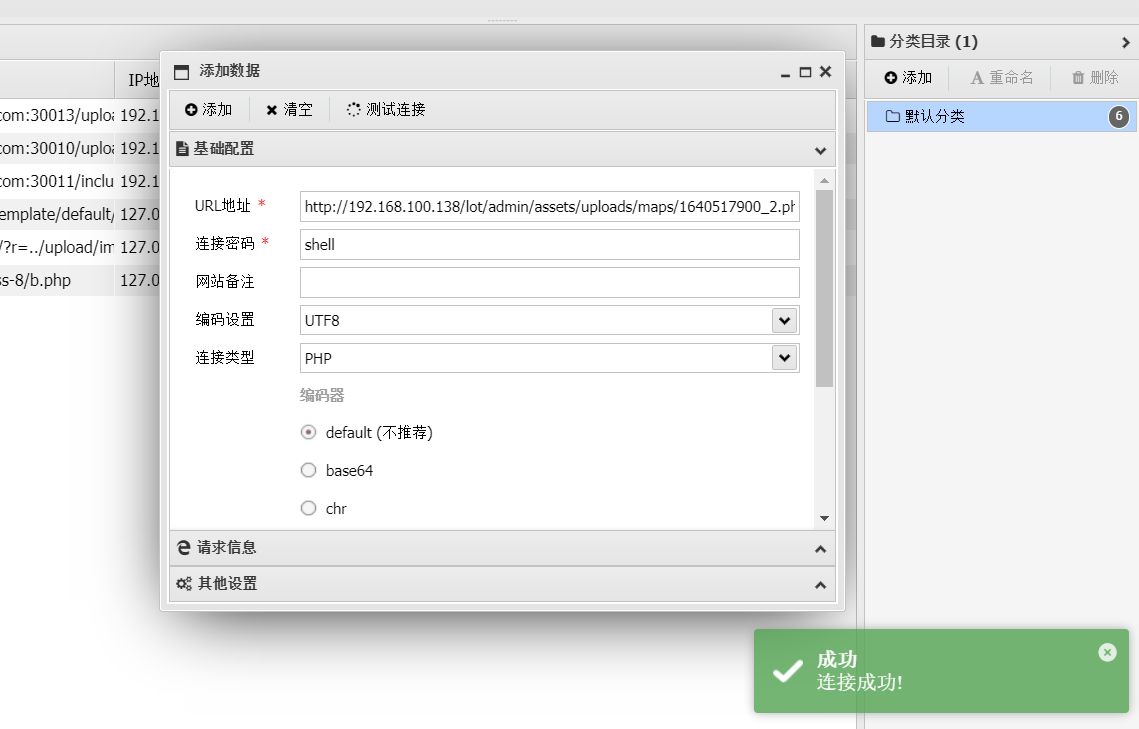 IP地
com:30013/uploa 192.1
com:30010/uploa 192.1
com:30011/inclu 192.1
emplate/default/ 127.0
/?r=../upload/im 127.0
ss-8/b.php 127.0
添加数据
添加 清空 测试连接
基础配置
URL地址 * http://192.168.100.138/lot/admin/assets/uploads/maps/1640517900_2.ph
连接密码 * shell
网站备注
编码设置 UTF8
连接类型 PHP
编码器
default (不推荐)
base64
chr
请求信息
其他设置
分类目录 (1)
添加 重命名 删除
默认分类 6
成功
连接成功!